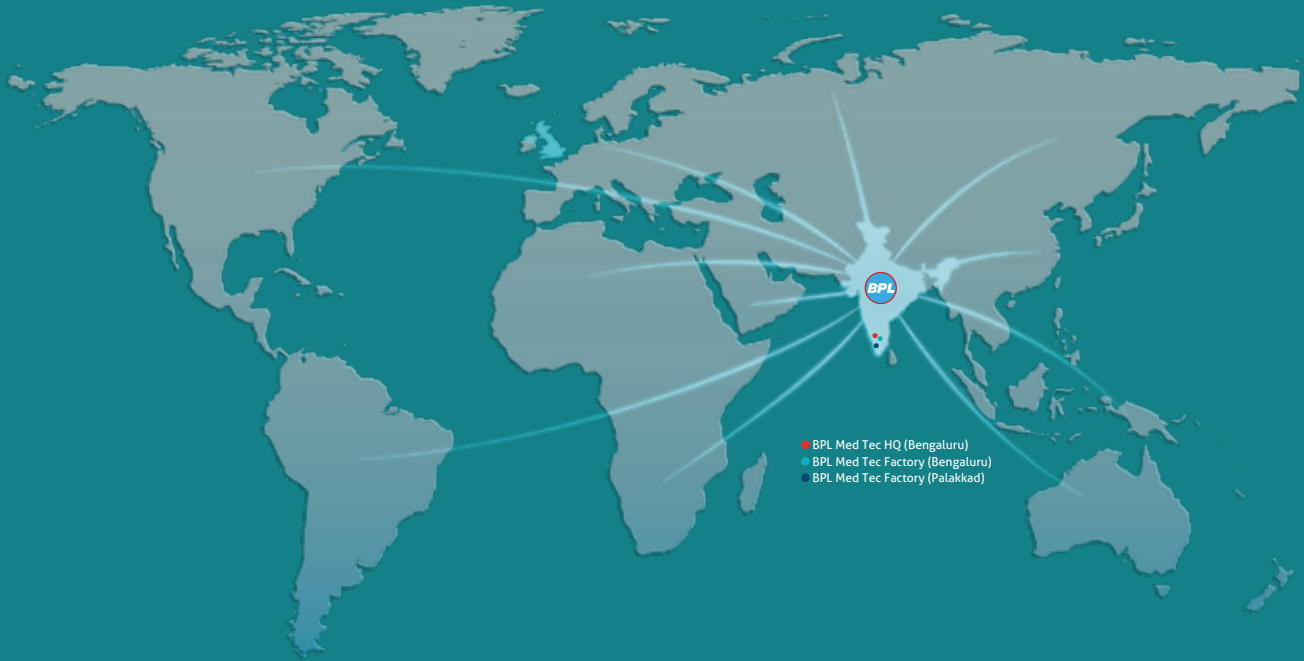 BPL
BPL Med Tec HQ (Bengaluru)
BPL Med Tec Factory (Bengaluru)
BPL Med Tec Factory (Palakkad)